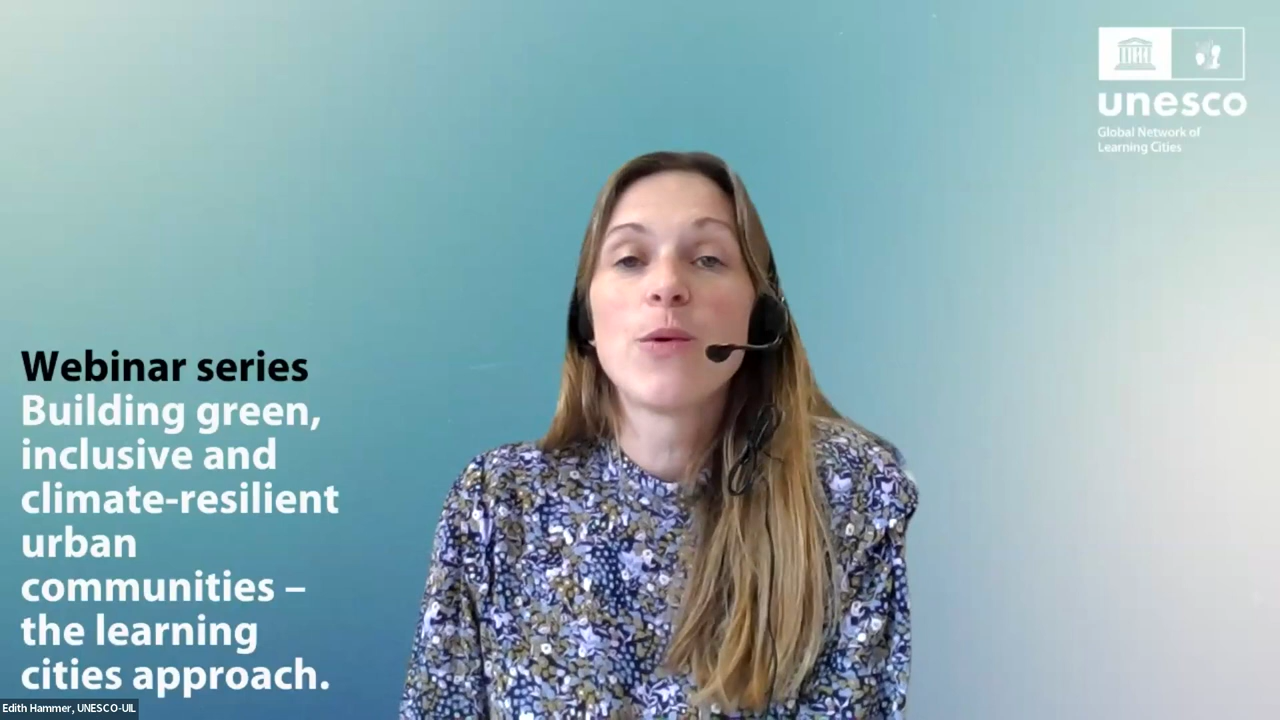 unesco
Global Network of
Learning Cities
Webinar series
Building green,
inclusive and
climate-resilient
urban
communities –
the learning
cities approach.
Edith Hammer, UNESCO-UIL